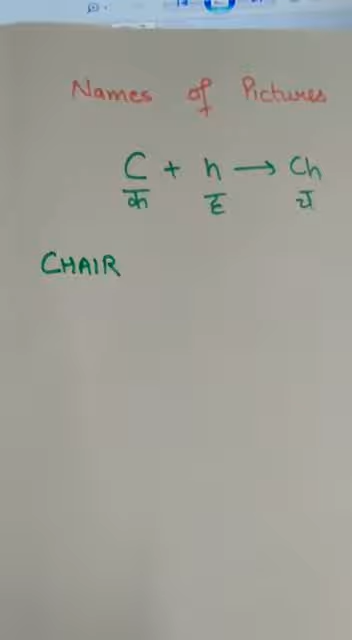 Names of Pictures
C + h → Ch
क ह च
CHAIR